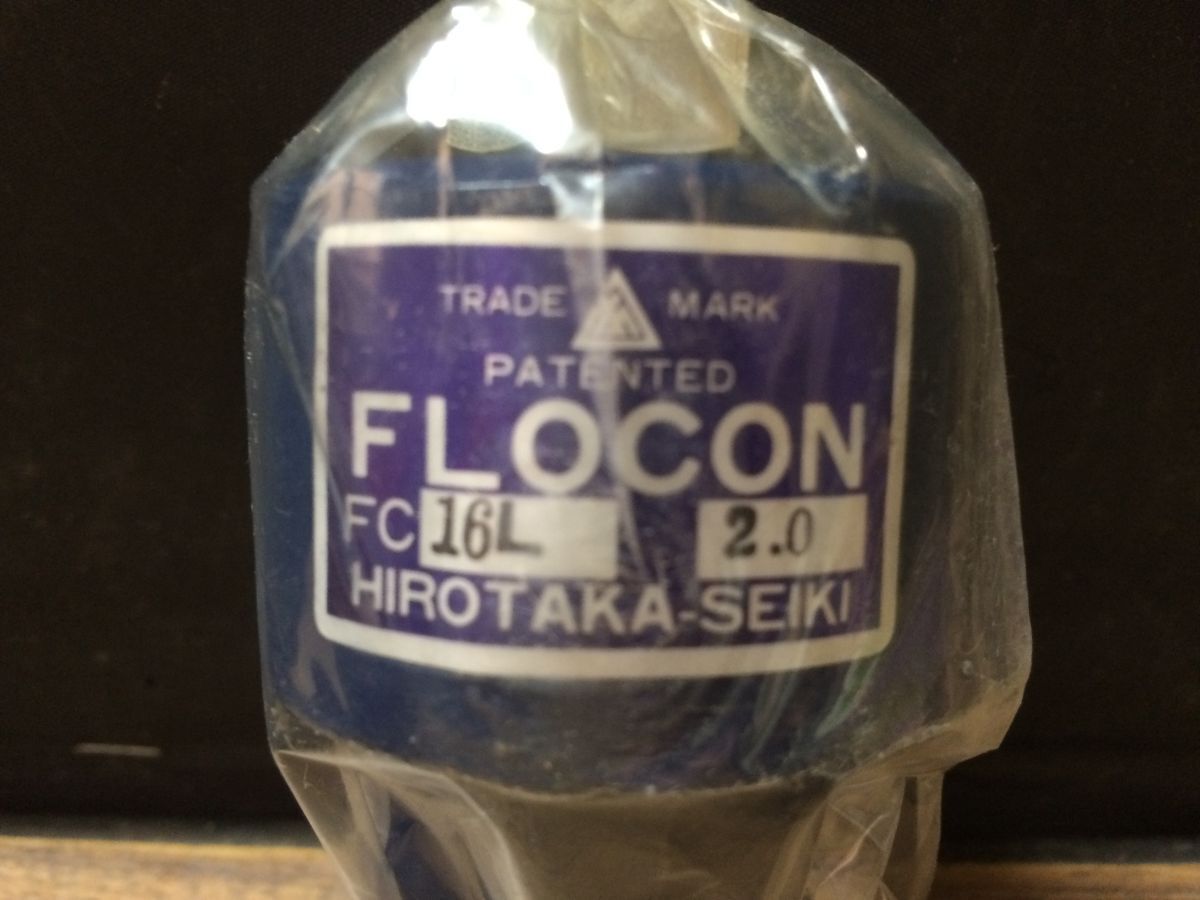 TRADE MARK
PATENTED
FLOCON
FC 16L 2.0
HIROTAKA-SEIKI